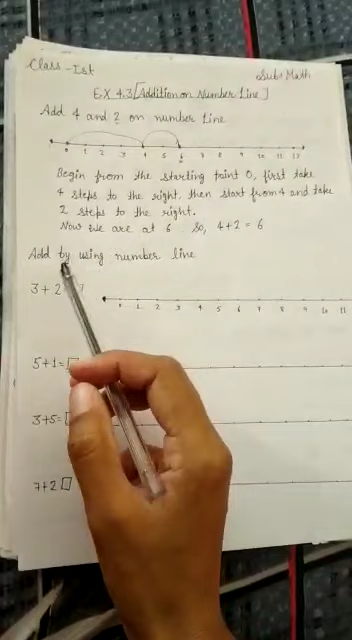 Class - Ist
Sub: Math
EX 4.3 [Addition on Number Line]
Add 4 and 2 on number Line
0 1 2 3 4 5 6 7 8 9 10 11 12 13
Begin from the starting point 0, first take
4 steps to the right, then start from 4 and take
2 steps to the right.
Now we are at 6. So, 4+2 = 6
Add by using number line
3+2
0 1 2 3 4 5 6 7 8 9 10 11
5+1=
3+5=
7+2